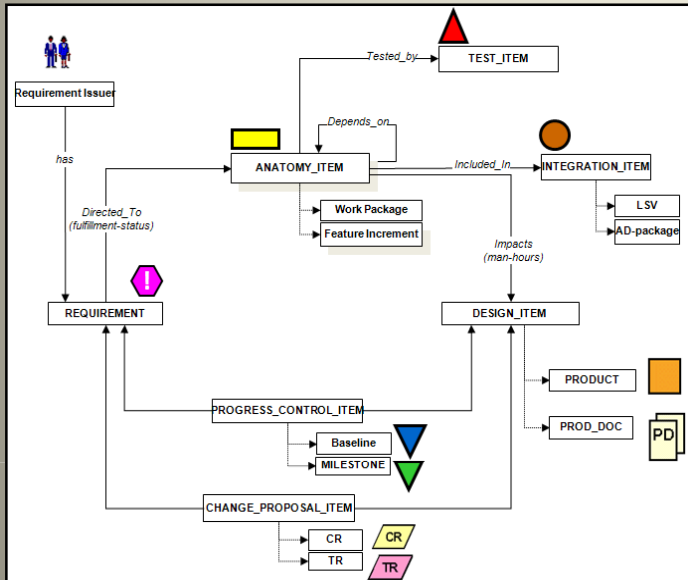 TEST_ITEM
Tested_by
Requirement Issuer
Depends_on
ANATOMY_ITEM
Included_In
INTEGRATION_ITEM
has
Work Package
LSV
Directed_To
(fulfillment-status)
Feature Increment
AD-package
Impacts
(man-hours)
!
REQUIREMENT
DESIGN_ITEM
PRODUCT
PROGRESS_CONTROL_ITEM
PROD_DOC
PD
Baseline
MILESTONE
CHANGE_PROPOSAL_ITEM
CR
CR
TR
TR